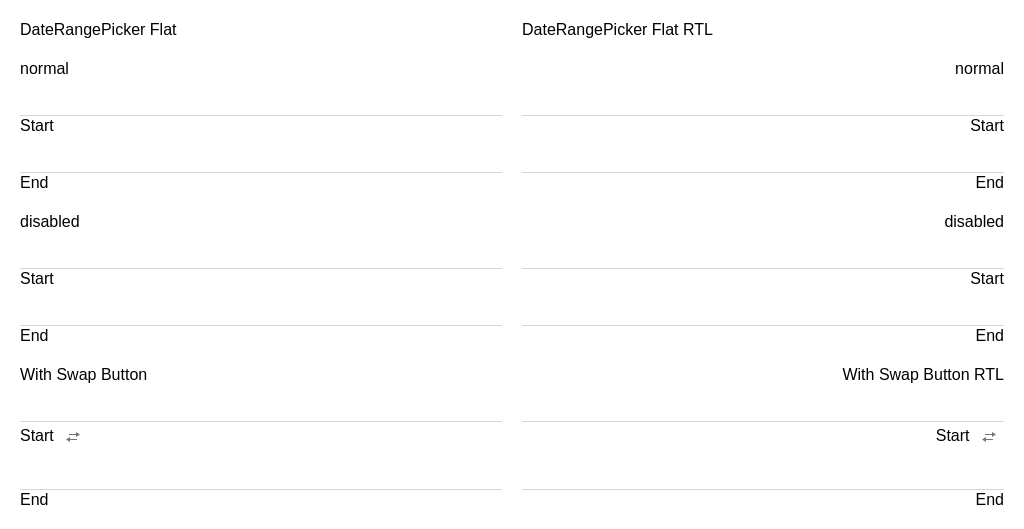 DateRangePicker Flat
normal
Start
End
disabled
Start
End
With Swap Button
Start
End
DateRangePicker Flat RTL
normal
Start
End
disabled
Start
End
With Swap Button RTL
Start
End